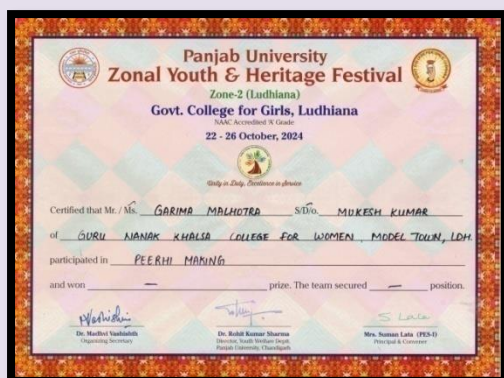 Panjab University
Zonal Youth & Heritage Festival
Zone-2 (Ludhiana)
Govt. College for Girls, Ludhiana
NAAC Accredited 'A' Grade
22 - 26 October, 2024
Unity in Duty, Excellence in Service
Certified that Mr. / Ms. GARIMA MALHOTRA S/D/o. MUKESH KUMAR
of GURU NANAK KHALSA COLLEGE FOR WOMEN, MODEL TOWN, LDH.
participated in PEERHI MAKING
and won — prize. The team secured — position.
S Lata
Dr. Madhvi Vashishth Dr. Rohit Kumar Sharma Mrs. Suman Lata (PES-I)
Organising Secretary Director, Youth Welfare Deptt. Principal & Convener
Panjab University, Chandigarh